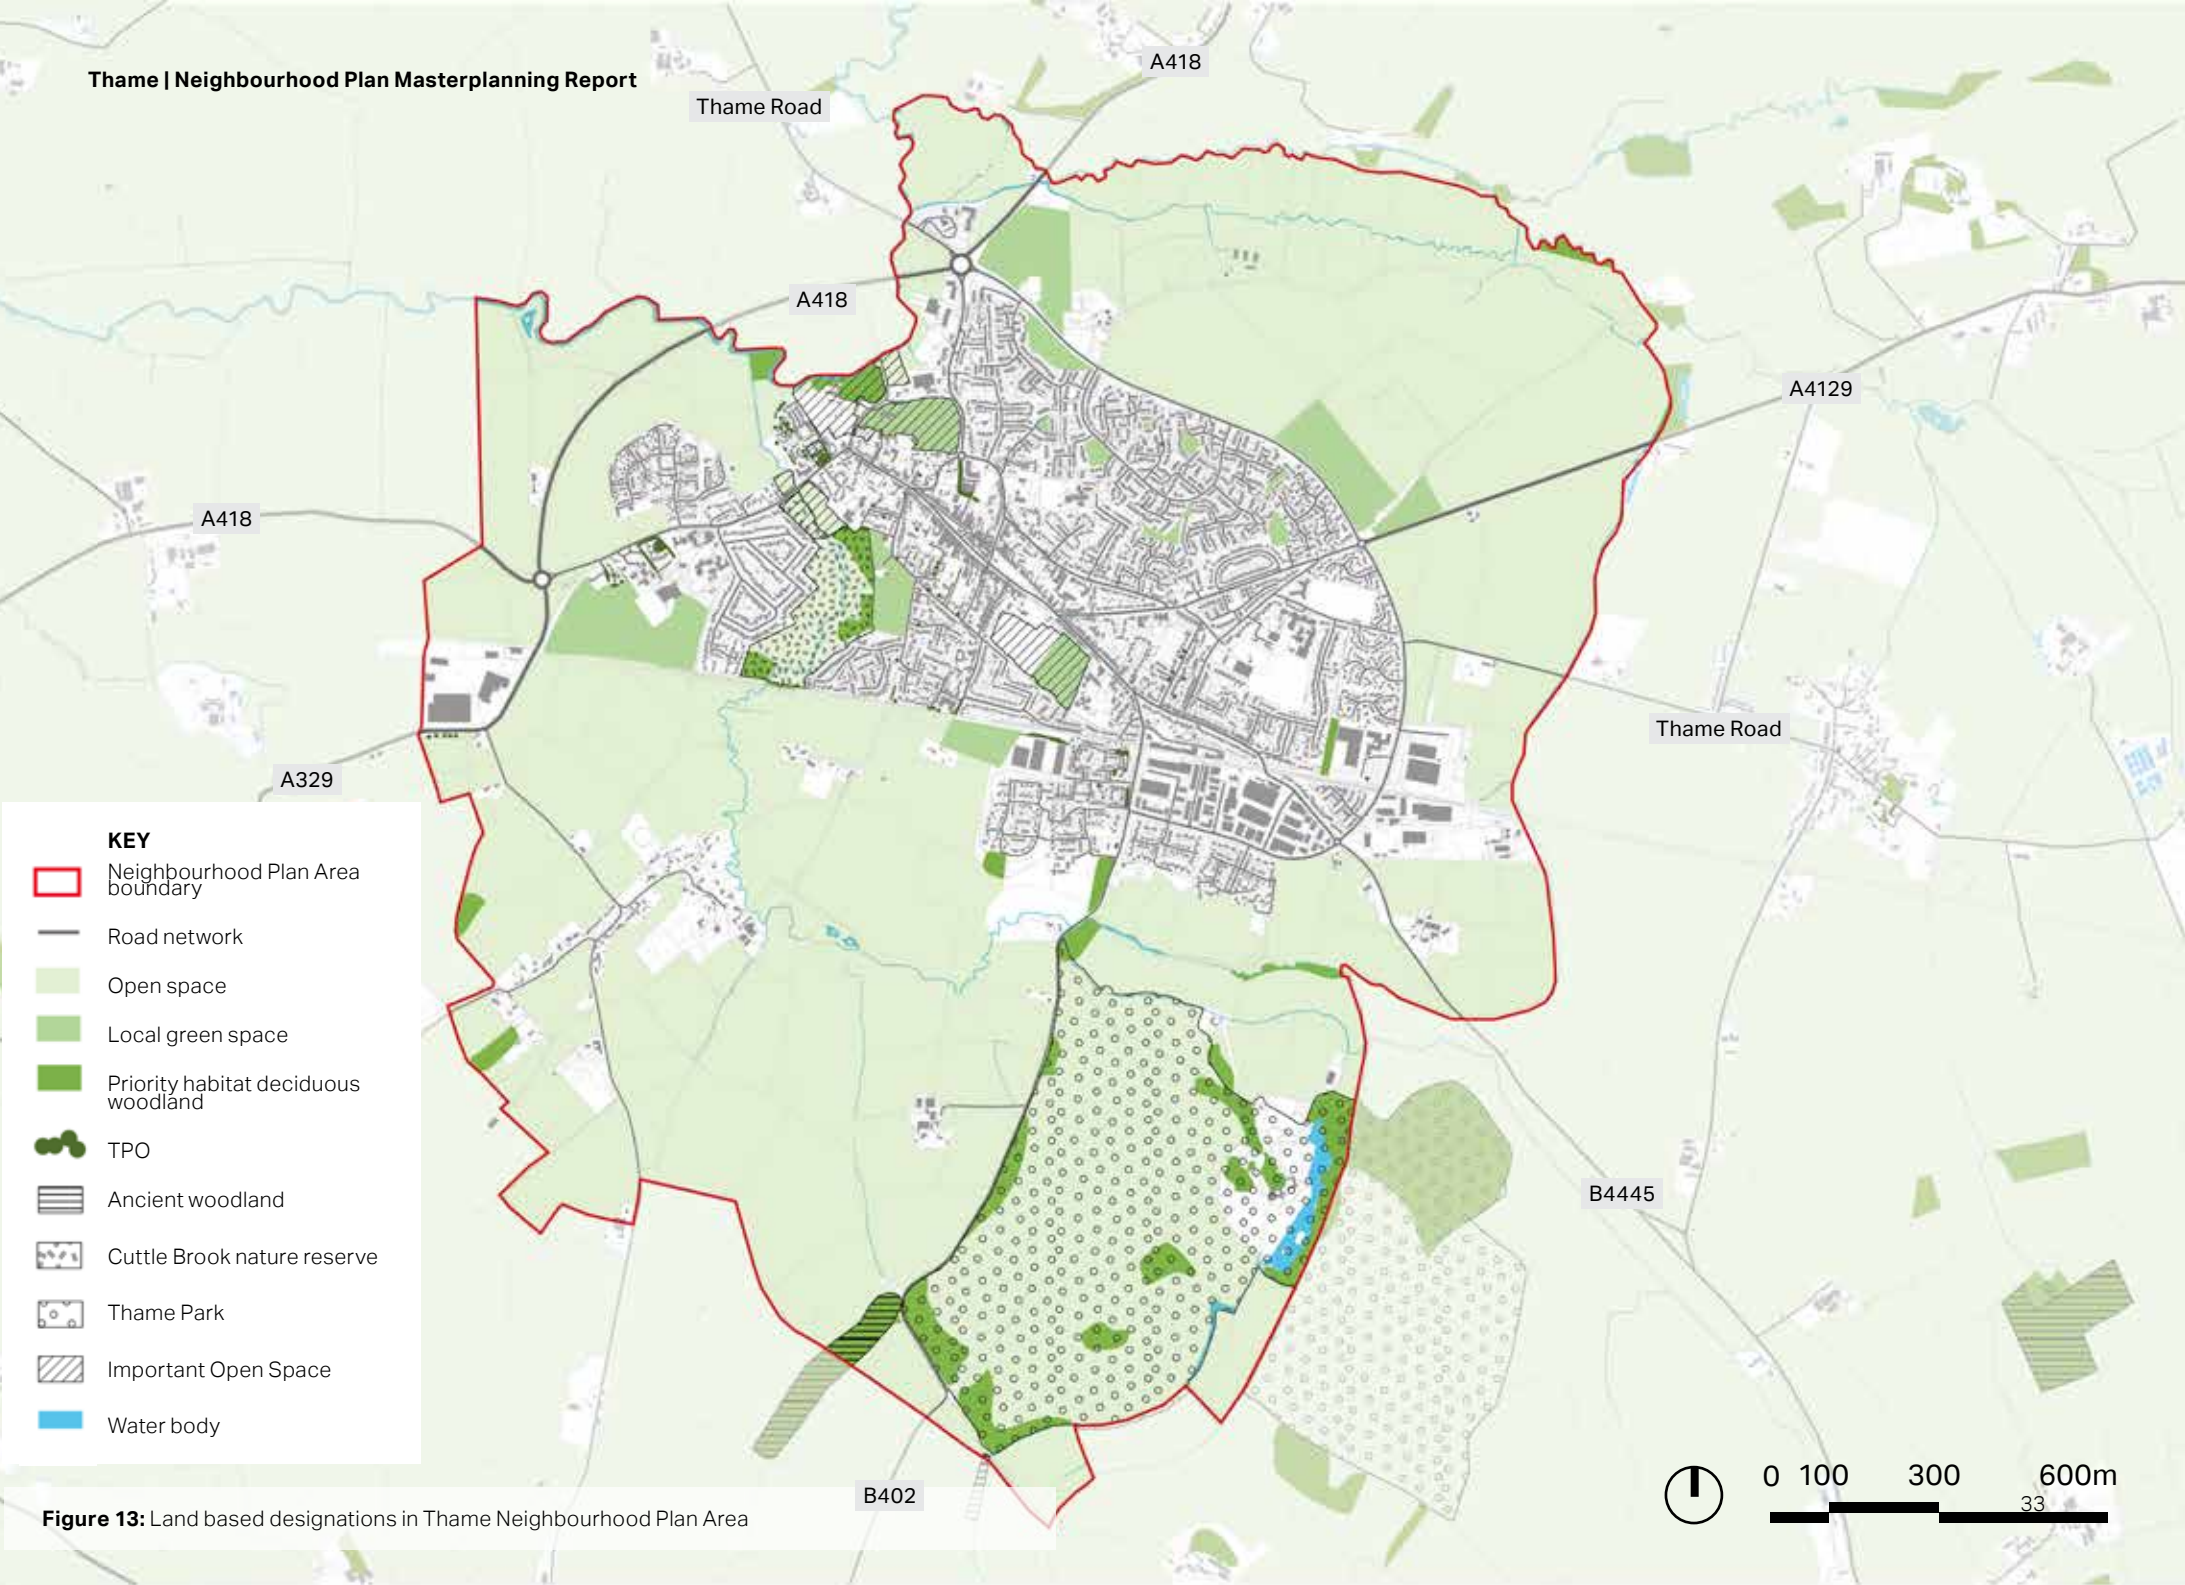 Thame | Neighbourhood Plan Masterplanning Report
A418
Thame Road
A418
A4129
A418
Thame Road
A329
KEY
Neighbourhood Plan Area
boundary
Road network
Open space
Local green space
Priority habitat deciduous
woodland
TPO
Ancient woodland
Cuttle Brook nature reserve
Thame Park
Important Open Space
Water body
B4445
B402
0 100 300 600m
33
Figure 13: Land based designations in Thame Neighbourhood Plan Area